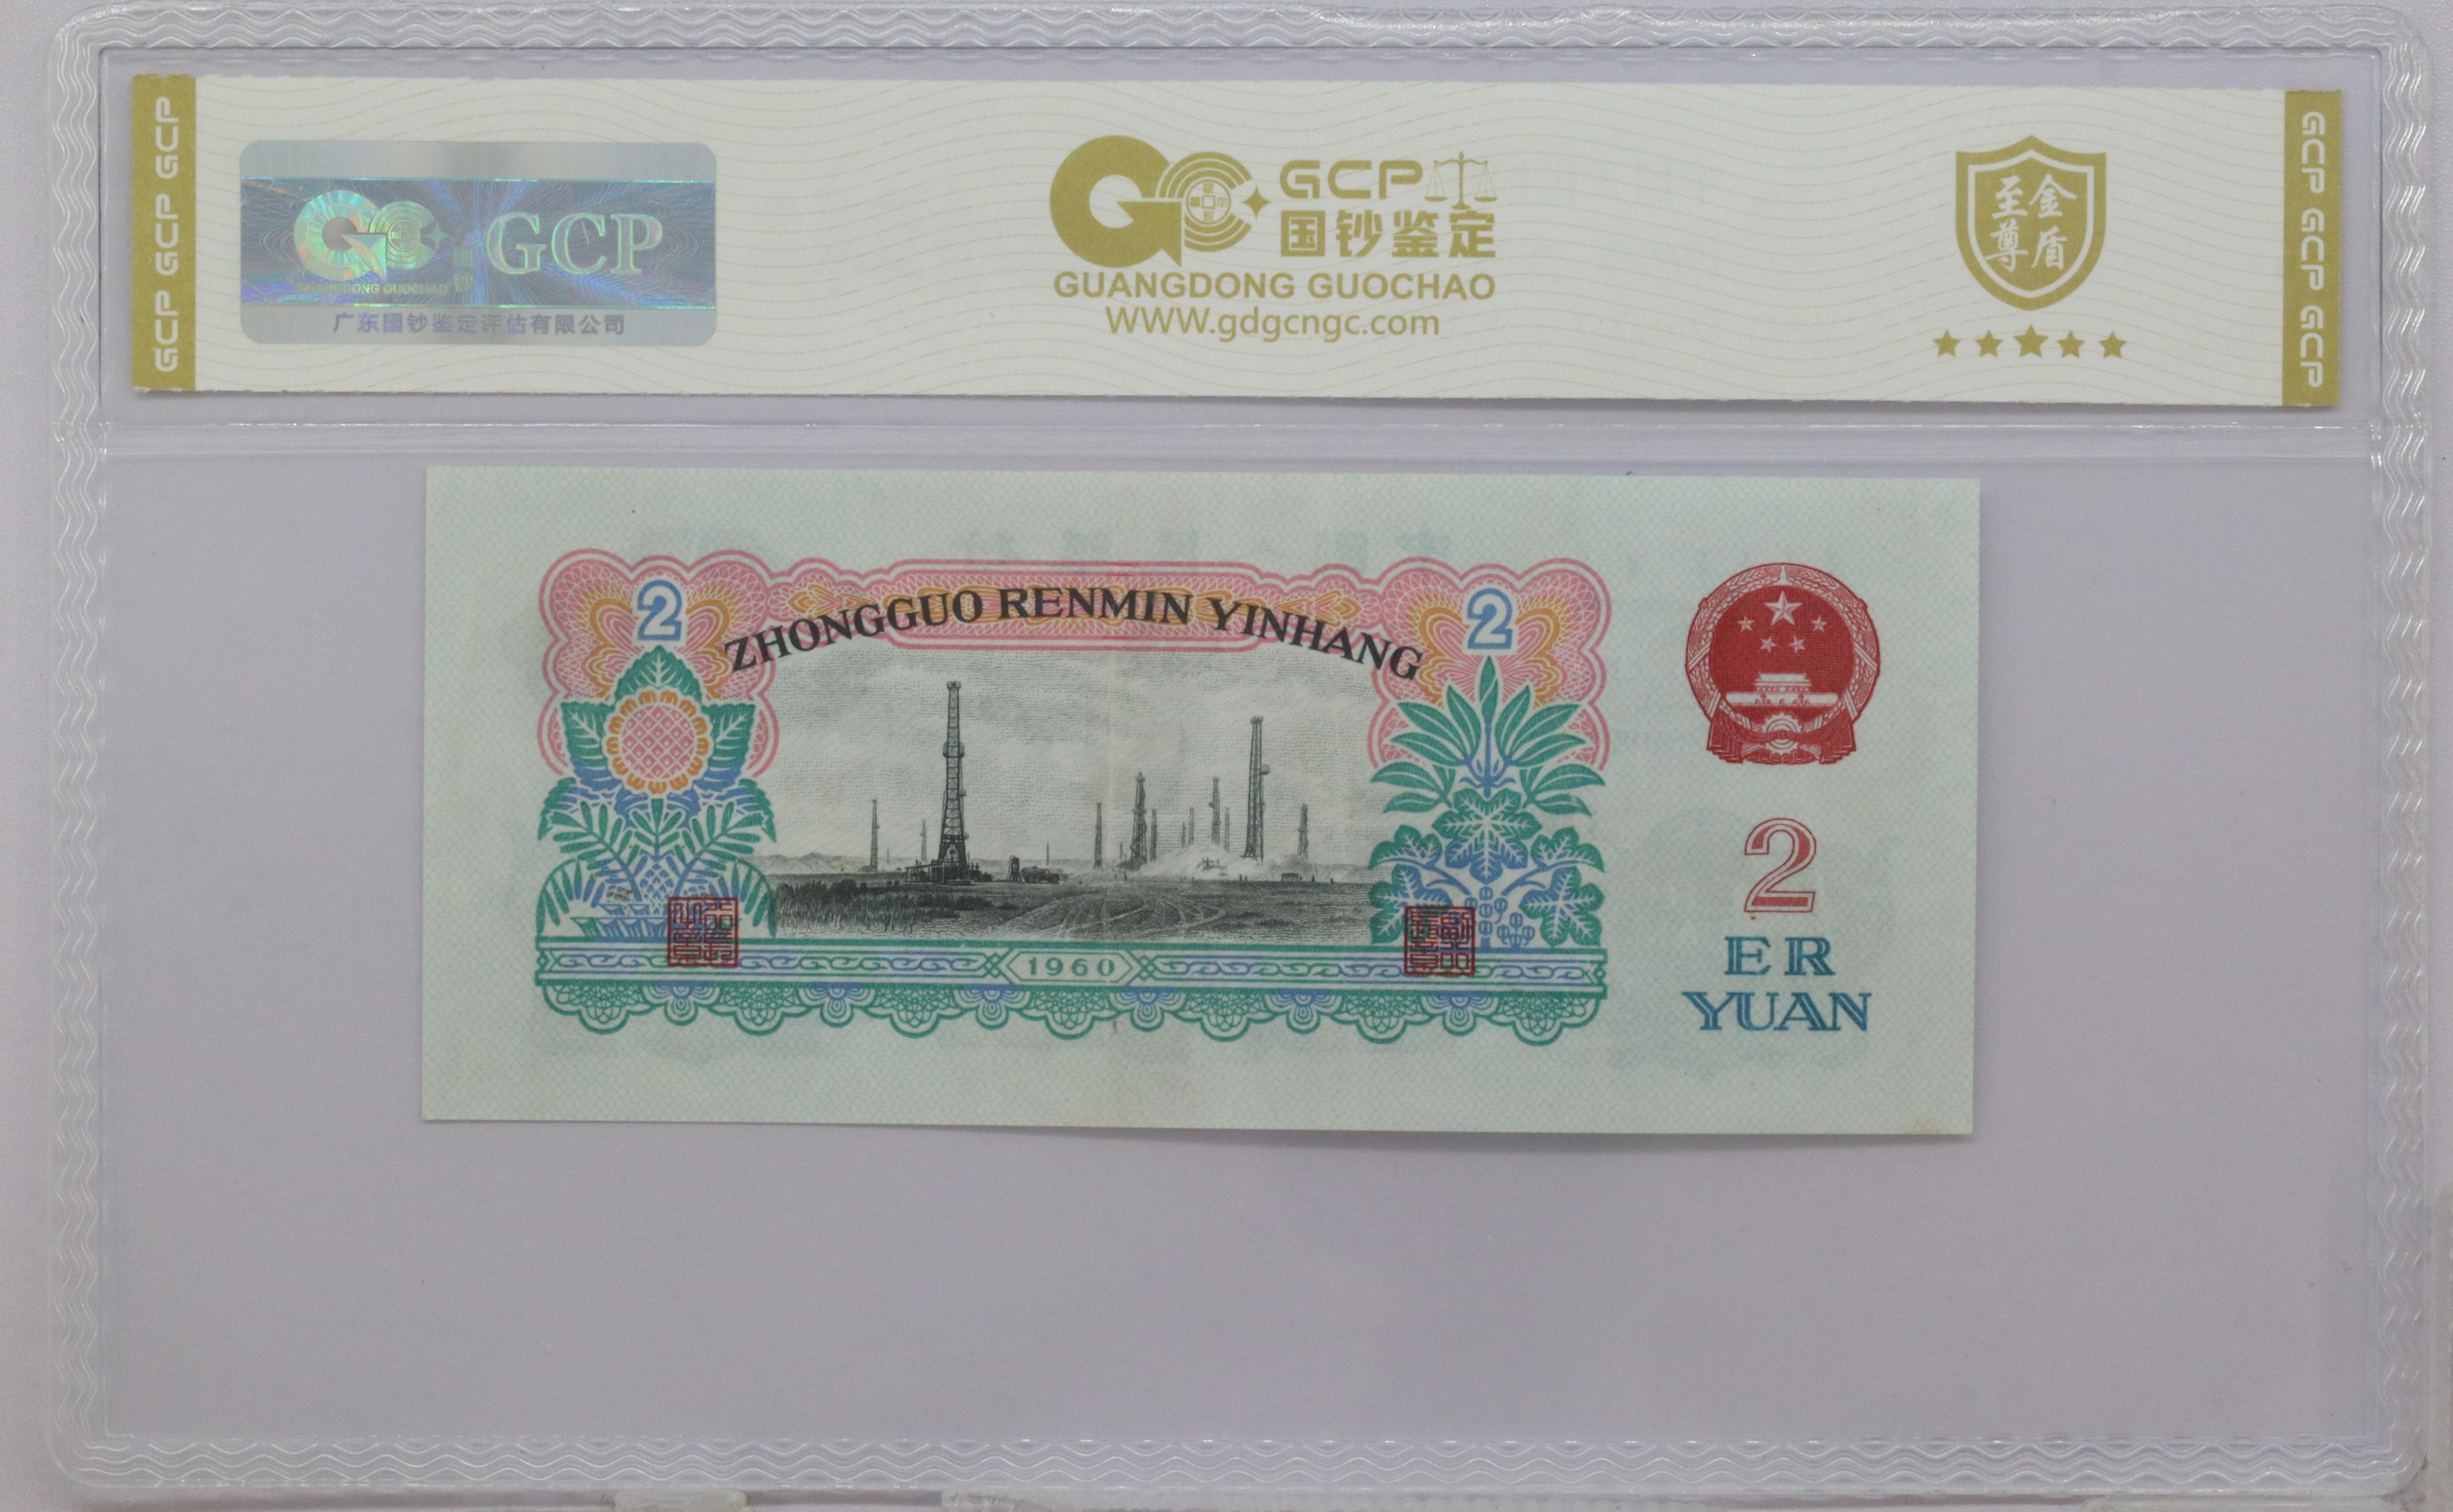 GCP GCP GCP
GCP
GUANGDONG GUOCHAO
国钞
广东国钞鉴定评估有限公司
GCP
国钞鉴定
GUANGDONG GUOCHAO
www.gdgcngc.com
至尊
金盾
GCP GCP GCP
2
ZHONGGUO RENMIN YINHANG
2
1960
2
ER
YUAN